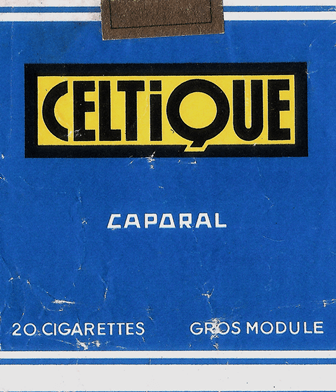 CELTiQUE
CAPORAL
20 CIGARETTES GROS MODULE